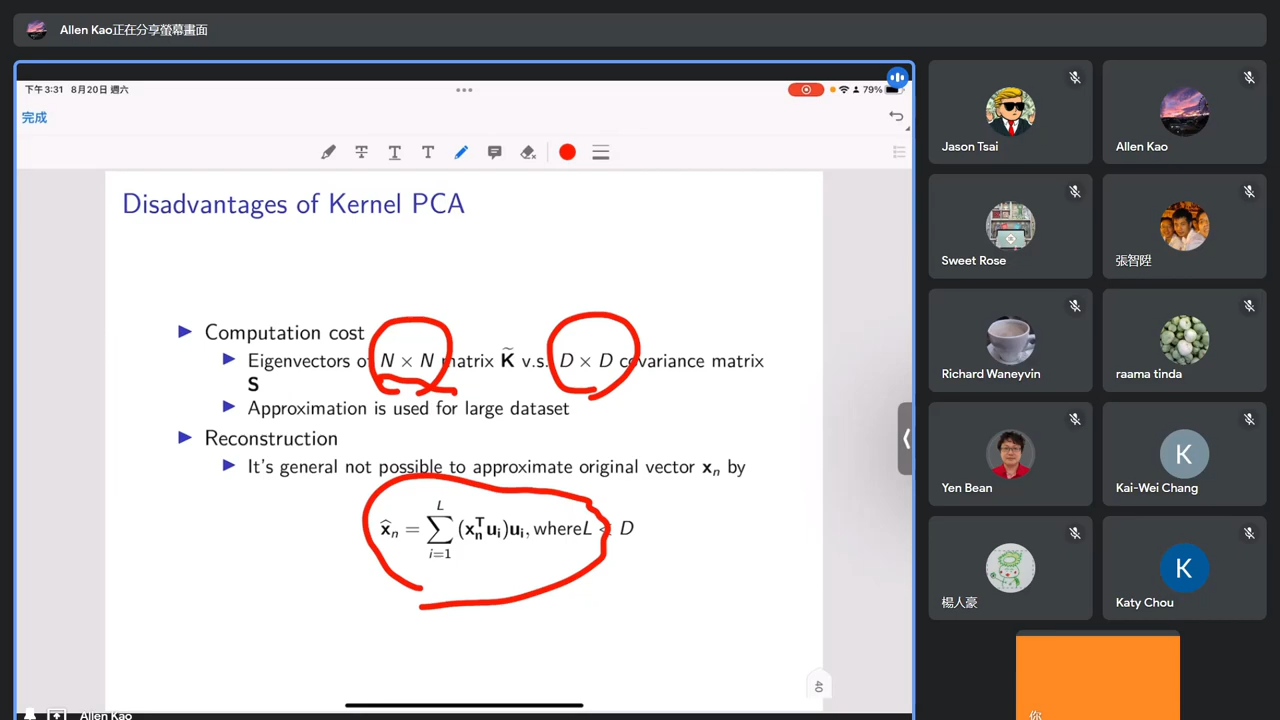 Allen Kao正在分享螢幕畫面
下午3:31 8月20日 週六
79%
完成
Disadvantages of Kernel PCA
Computation cost
Eigenvectors of N × N matrix K̃ v.s. D × D covariance matrix
S
Approximation is used for large dataset
Reconstruction
It's general not possible to approximate original vector xₙ by
x̂ₙ = ∑ᵢ₌₁ᴸ (xₙᵀuᵢ)uᵢ, whereL < D
40
Allen Kao
Jason Tsai
Allen Kao
Sweet Rose
張智陞
Richard Waneyvin
raama tinda
Yen Bean
K
Kai-Wei Chang
楊人豪
K
Katy Chou
你